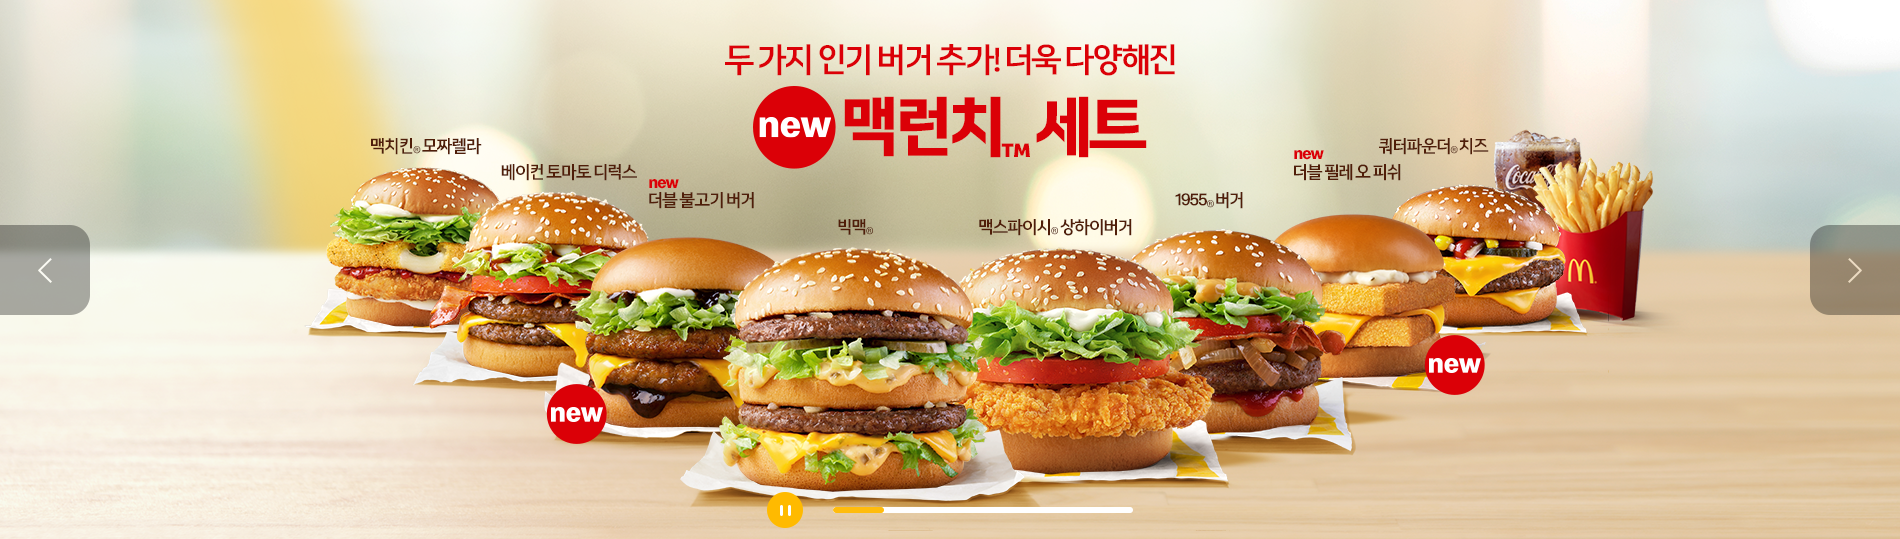 두 가지 인기 버거 추가! 더욱 다양해진
new 맥런치™ 세트
맥치킨® 모짜렐라
베이컨 토마토 디럭스
new
더블 불고기 버거
빅맥®
맥스파이시® 상하이버거
1955® 버거
new
더블 필레 오 피쉬
쿼터파운더® 치즈
new
new